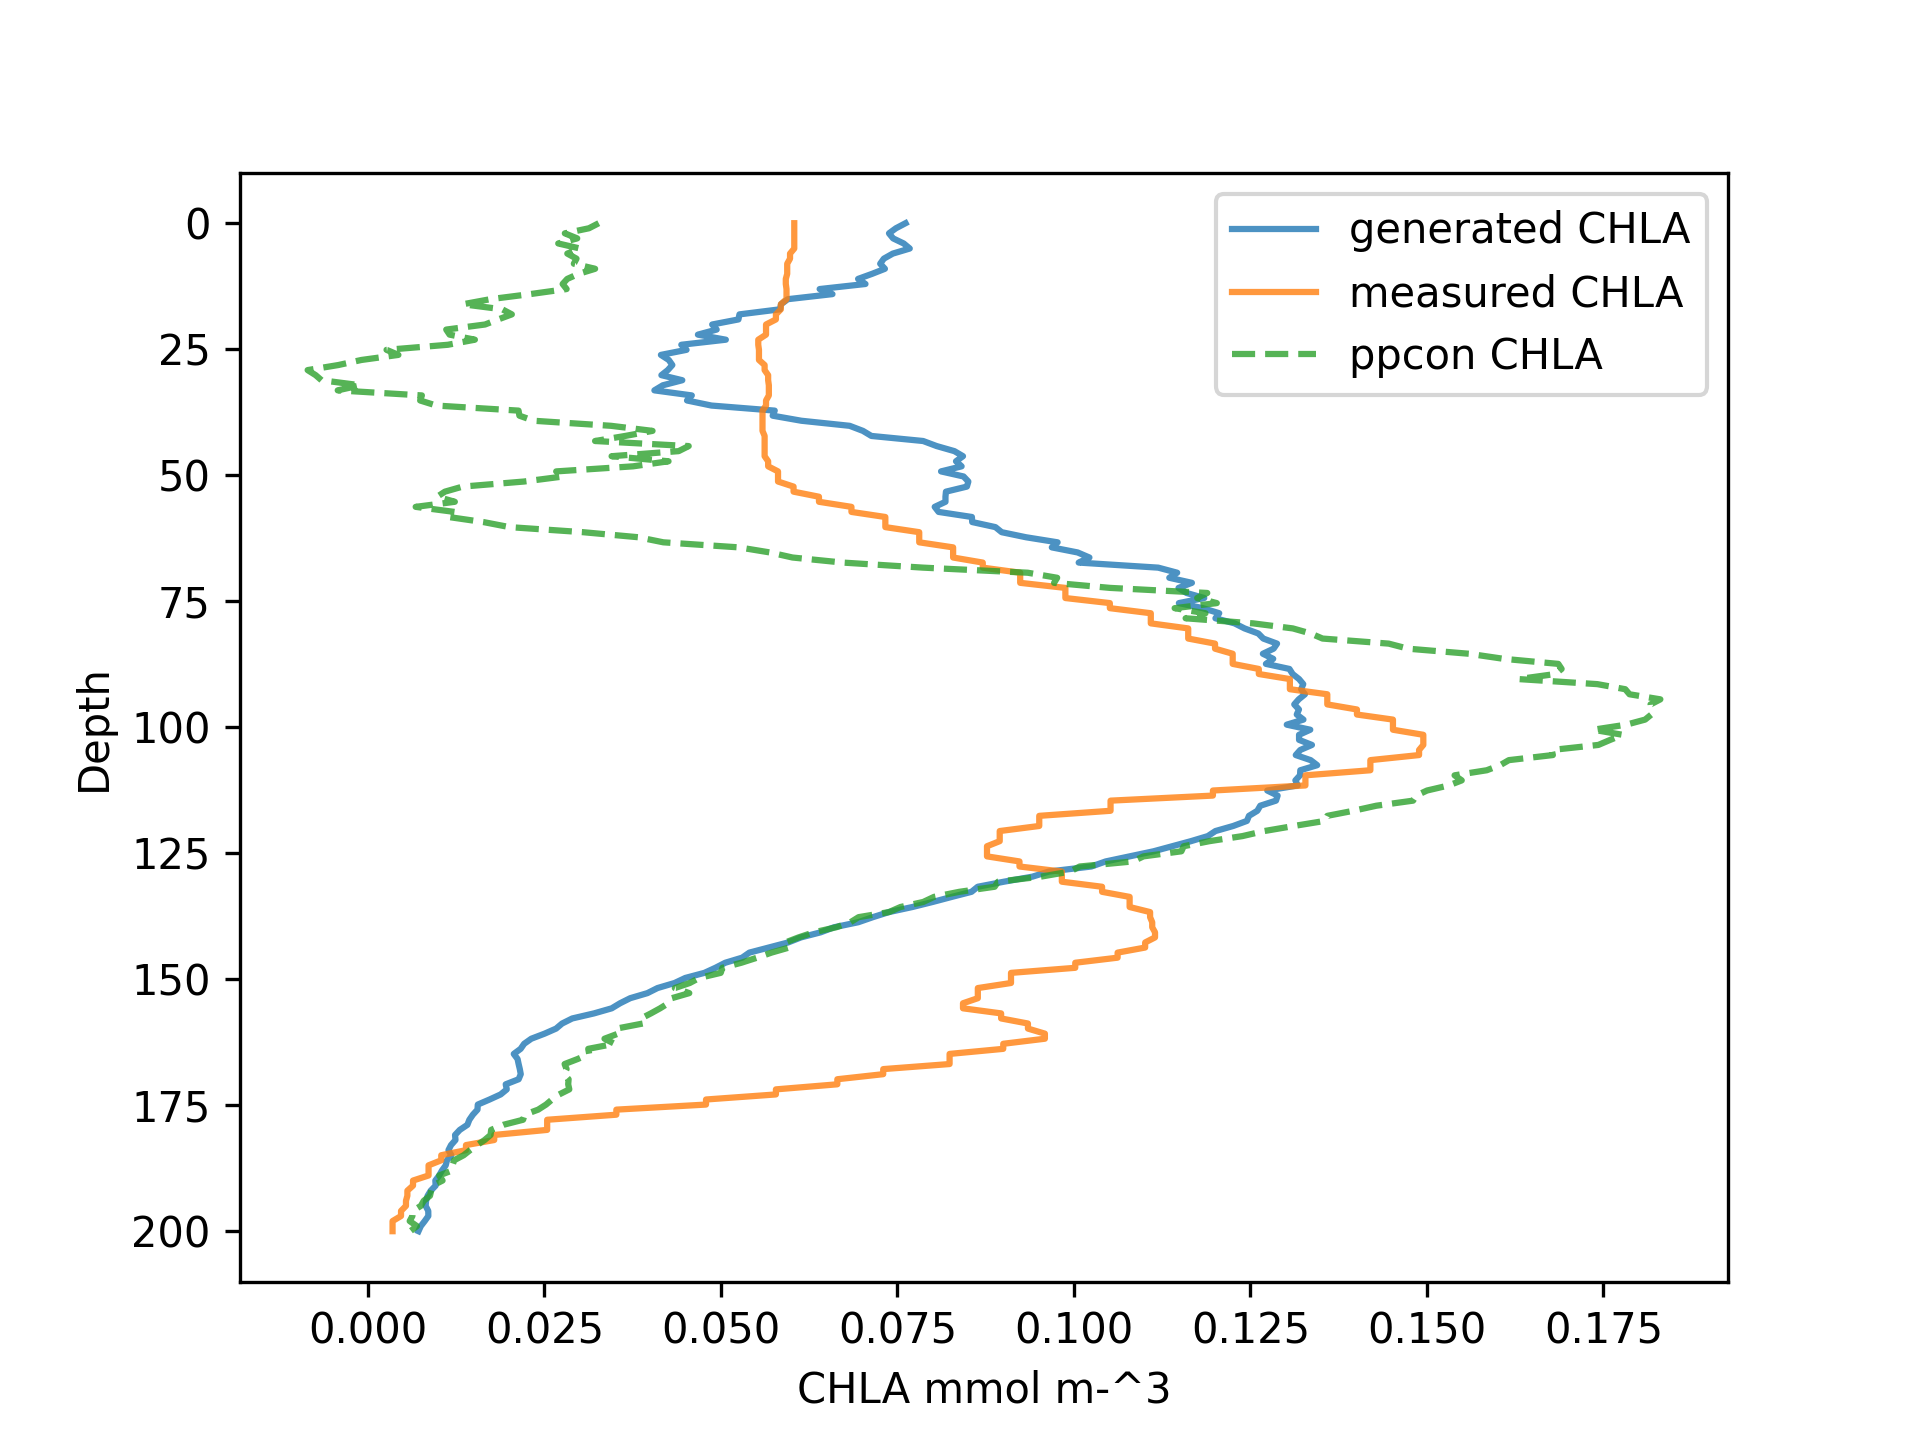 generated CHLA
measured CHLA
ppcon CHLA
0
25
50
75
100
125
150
175
200
Depth
0.000 0.025 0.050 0.075 0.100 0.125 0.150 0.175
CHLA mmol m-^3